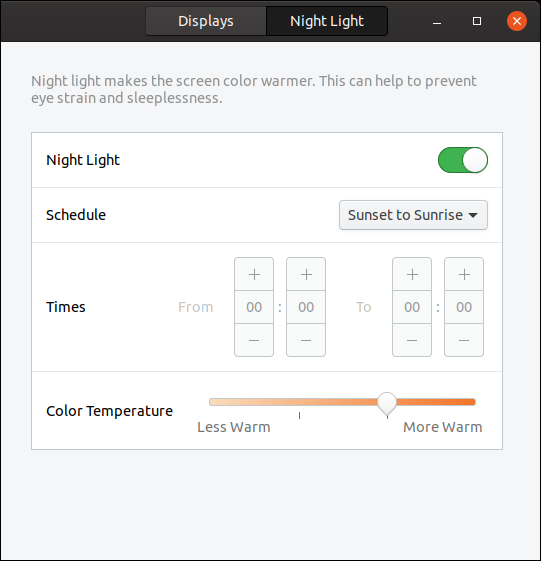 Displays
Night Light
Night light makes the screen color warmer. This can help to prevent
eye strain and sleeplessness.
Night Light
Schedule
Sunset to Sunrise
Times
From
00 : 00
To
00 : 00
Color Temperature
Less Warm
More Warm